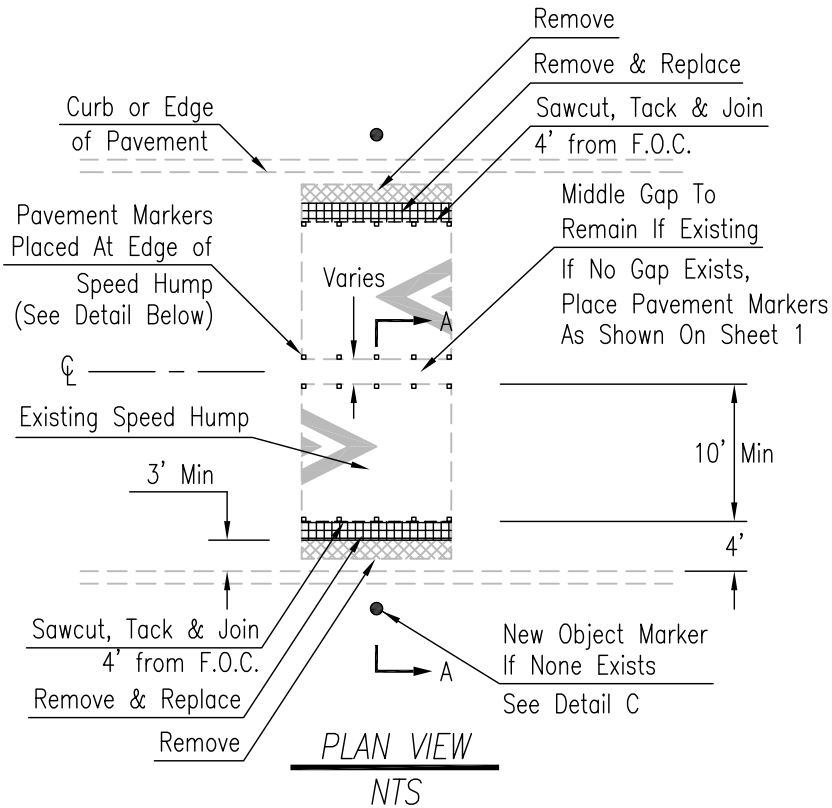 Remove
Remove & Replace
Sawcut, Tack & Join
4' from F.O.C.
Curb or Edge
of Pavement
Middle Gap To
Remain If Existing
If No Gap Exists,
Place Pavement Markers
As Shown On Sheet 1
Pavement Markers
Placed At Edge of
Speed Hump
(See Detail Below)
Varies
A
℄
Existing Speed Hump
3' Min
10' Min
4'
Sawcut, Tack & Join
4' from F.O.C.
Remove & Replace
Remove
New Object Marker
If None Exists
See Detail C
A
PLAN VIEW
NTS